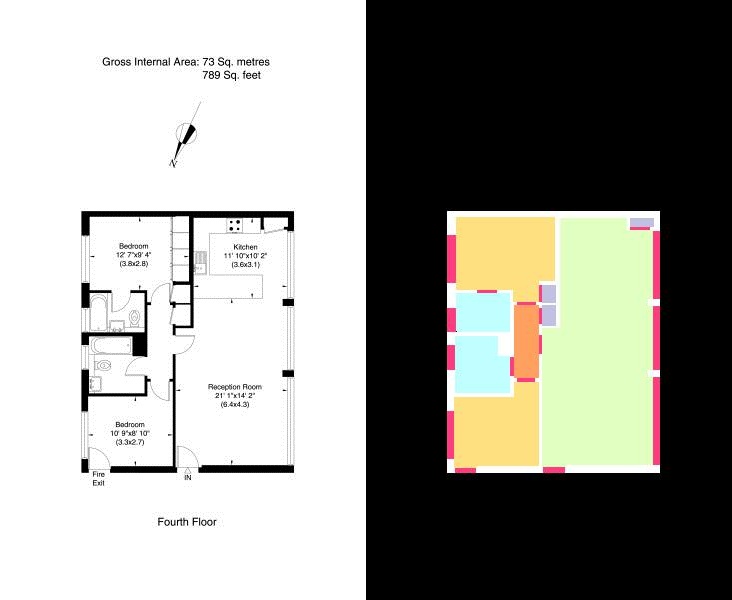 Gross Internal Area: 73 Sq. metres
789 Sq. feet
N
Bedroom
12' 7"x9' 4"
(3.8x2.8)
Kitchen
11' 10"x10' 2"
(3.6x3.1)
Reception Room
21' 1"x14' 2"
(6.4x4.3)
Bedroom
10' 9"x8' 10"
(3.3x2.7)
Fire
Exit
IN
Fourth Floor